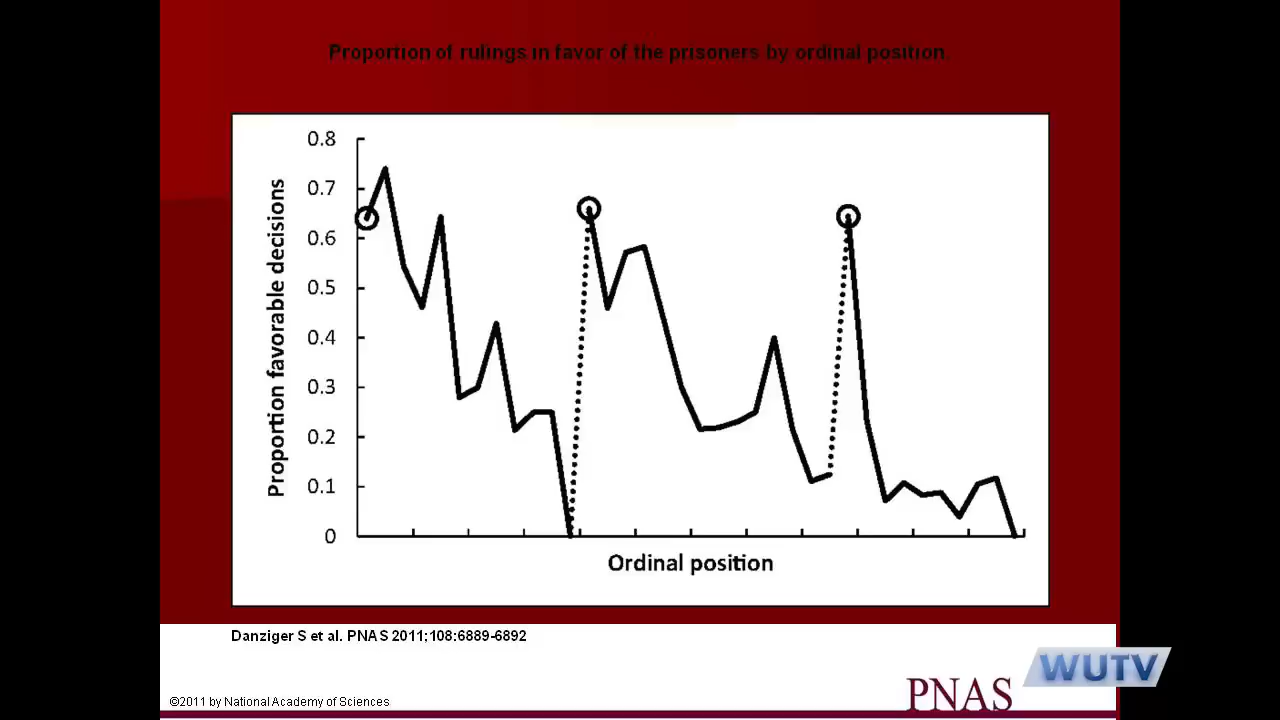 Proportion of rulings in favor of the prisoners by ordinal position.
0.8
0.7
0.6
0.5
0.4
0.3
0.2
0.1
0
Proportion favorable decisions
Ordinal position
Danziger S et al. PNAS 2011;108:6889-6892
WUTV
PNAS
©2011 by National Academy of Sciences